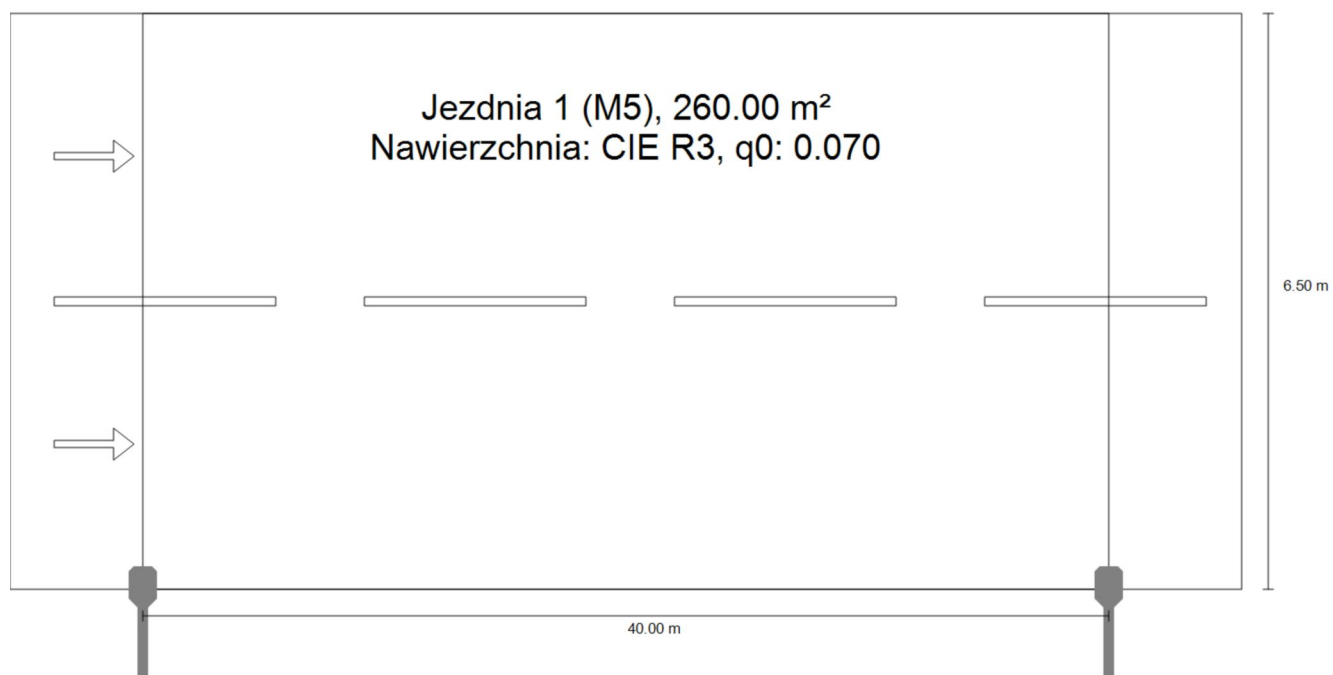 Jezdnia 1 (M5), 260.00 m²
Nawierzchnia: CIE R3, q0: 0.070
6.50 m
40.00 m